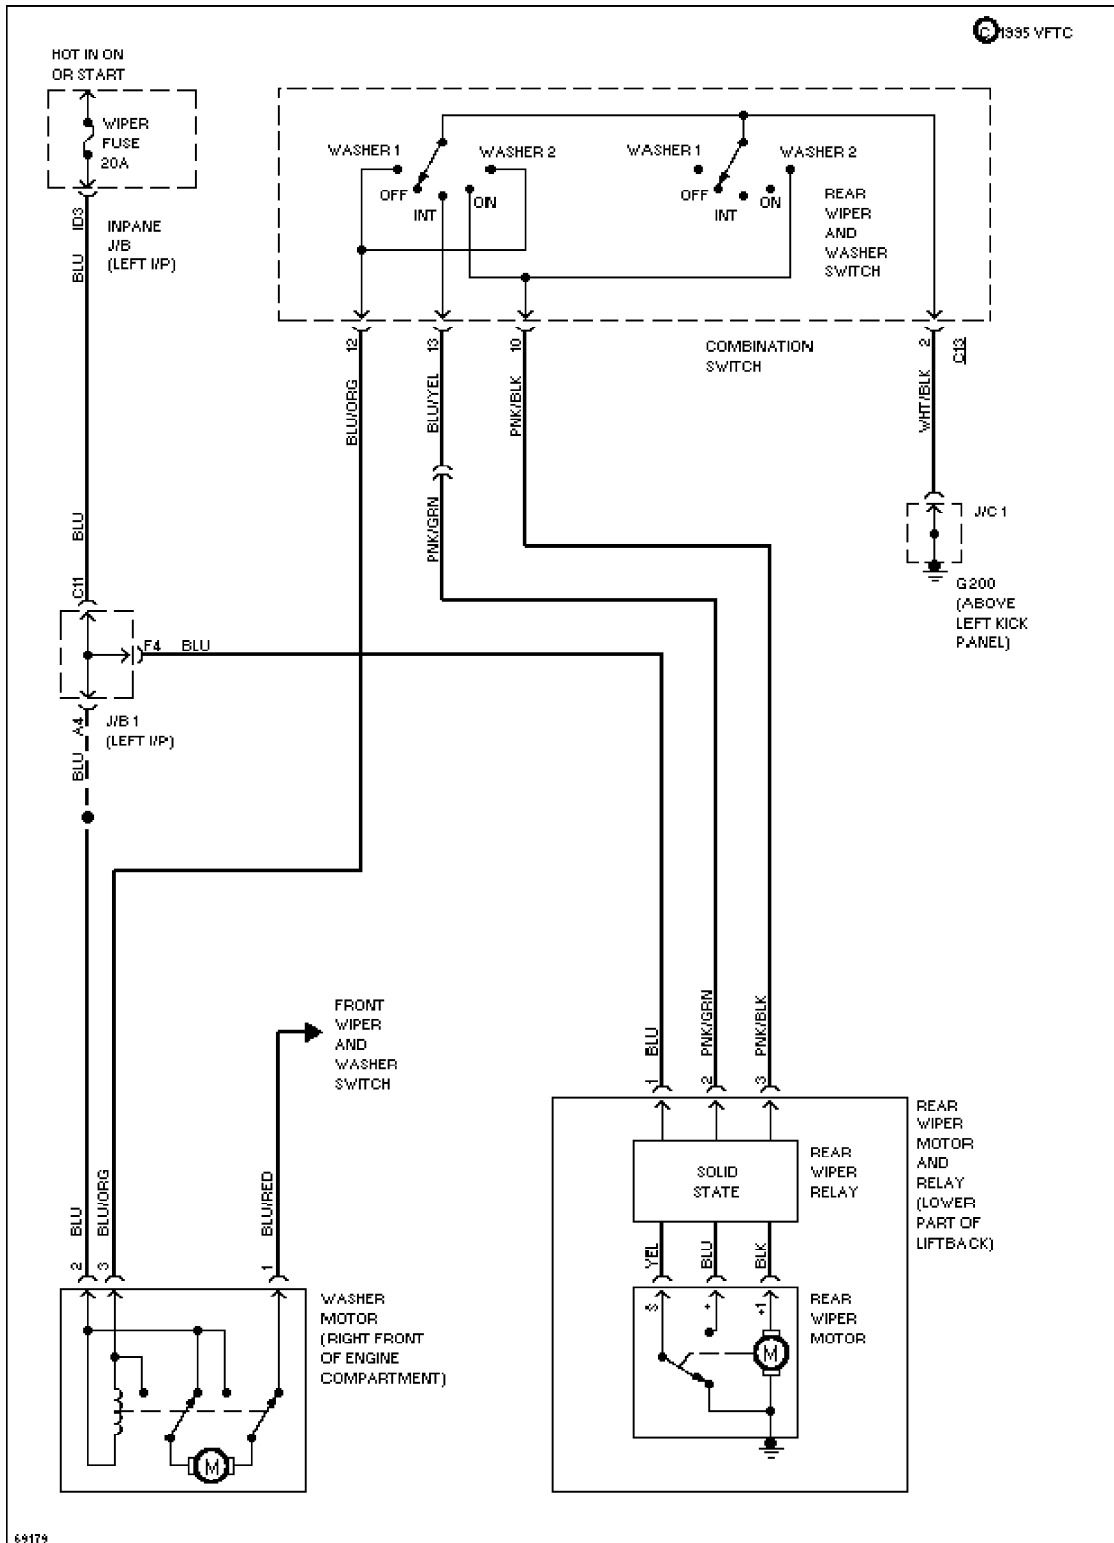 © 1995 VFTC
HOT IN ON
OR START
WIPER
FUSE
20A
ID3
BLU
INPANE
J/B
(LEFT I/P)
WASHER 1
WASHER 2
OFF
INT
ON
WASHER 1
WASHER 2
OFF
INT
ON
REAR
WIPER
AND
WASHER
SWITCH
12
BLU/ORG
13
BLU/YEL
10
PNK/BLK
COMBINATION
SWITCH
2
C13
WHT/BLK
PNK/GRN
J/C 1
G200
(ABOVE
LEFT KICK
PANEL)
BLU
C11
F4
BLU
A4
J/B 1
(LEFT I/P)
BLU
FRONT
WIPER
AND
WASHER
SWITCH
BLU
PNK/GRN
PNK/BLK
1
2
3
REAR
WIPER
MOTOR
AND
RELAY
(LOWER
PART OF
LIFTBACK)
SOLID
STATE
REAR
WIPER
RELAY
YEL
BLU
BLK
BLU
BLU/ORG
BLU/RED
2
3
1
WASHER
MOTOR
(RIGHT FRONT
OF ENGINE
COMPARTMENT)
M
S
+
+1
M
REAR
WIPER
MOTOR
69179